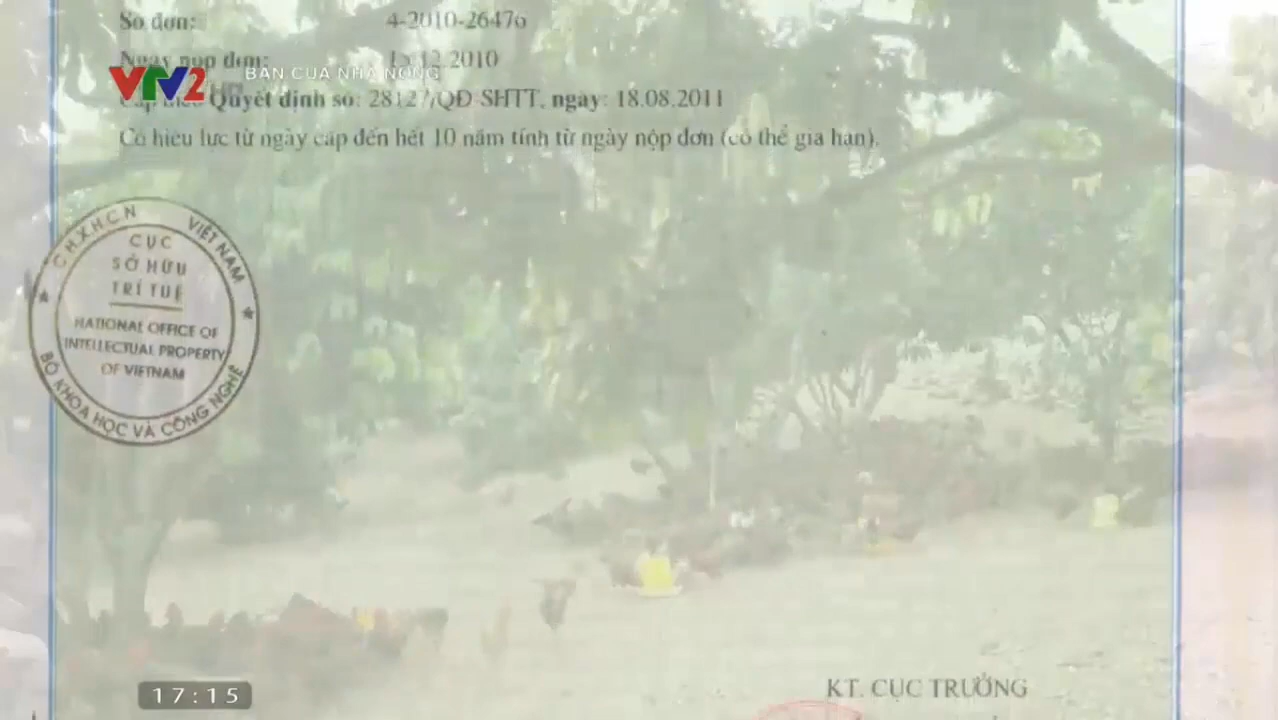 Số đơn: 4-2010-26476
Ngày nộp đơn: 12.2010
VTV2 BẠN CỦA NHÀ NÔNG
Quyết định số: 28127/QĐ-SHTT, ngày: 18.08.2011
Có hiệu lực từ ngày cấp đến hết 10 năm tính từ ngày nộp đơn (có thể gia hạn).
C.H.X.H.C.N VIỆT NAM
CỤC
SỞ HỮU
TRÍ TUỆ
NATIONAL OFFICE OF
INTELLECTUAL PROPERTY
OF VIETNAM
BỘ KHOA HỌC VÀ CÔNG NGHỆ
KT. CỤC TRƯỞNG
17:15